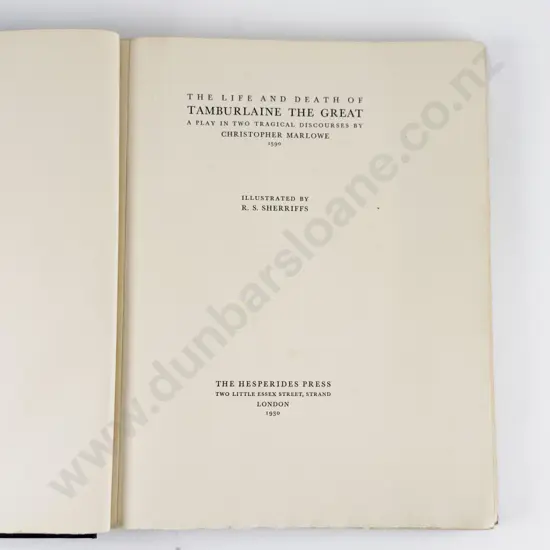 THE LIFE AND DEATH OF
TAMBURLAINE THE GREAT
A PLAY IN TWO TRAGICAL DISCOURSES BY
CHRISTOPHER MARLOWE
1590
ILLUSTRATED BY
R. S. SHERRIFFS
THE HESPERIDES PRESS
TWO LITTLE ESSEX STREET, STRAND
LONDON
1930
www.dunbarsloane.co.nz